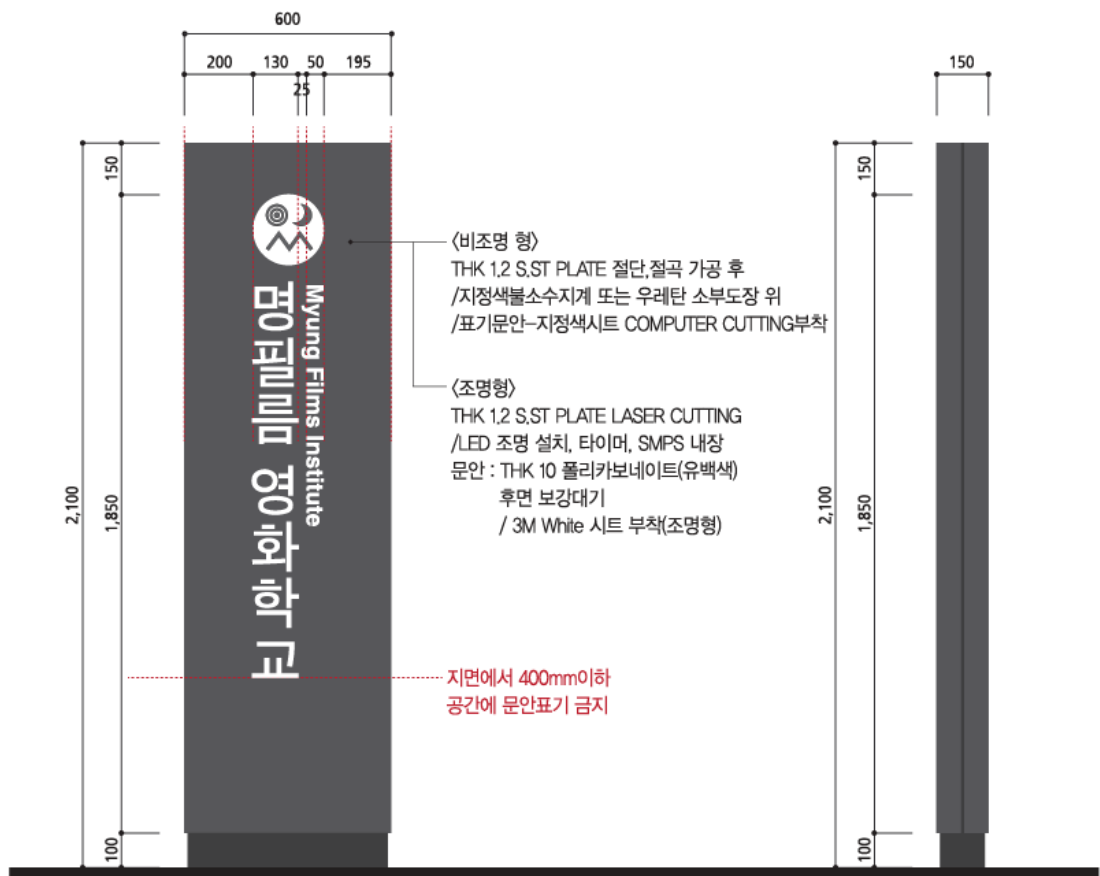 600
200 130 50 195
25
150
150
150
2,100
1,850
2,100
1,850
100
100
Myung Films Institute
명필름 영화학교
〈비조명 형〉
THK 1.2 S.ST PLATE 절단,절곡 가공 후
/지정색불소수지계 또는 우레탄 소부도장 위
/표기문안-지정색시트 COMPUTER CUTTING부착
〈조명형〉
THK 1.2 S.ST PLATE LASER CUTTING
/LED 조명 설치, 타이머, SMPS 내장
문안 : THK 10 폴리카보네이트(유백색)
후면 보강대기
/ 3M White 시트 부착(조명형)
지면에서 400mm이하
공간에 문안표기 금지